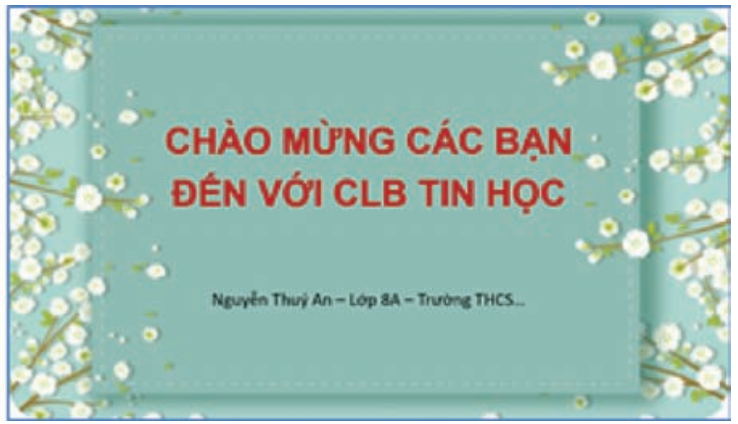 CHÀO MỪNG CÁC BẠN
ĐẾN VỚI CLB TIN HỌC
Nguyễn Thuỳ An – Lớp 8A – Trường THCS...